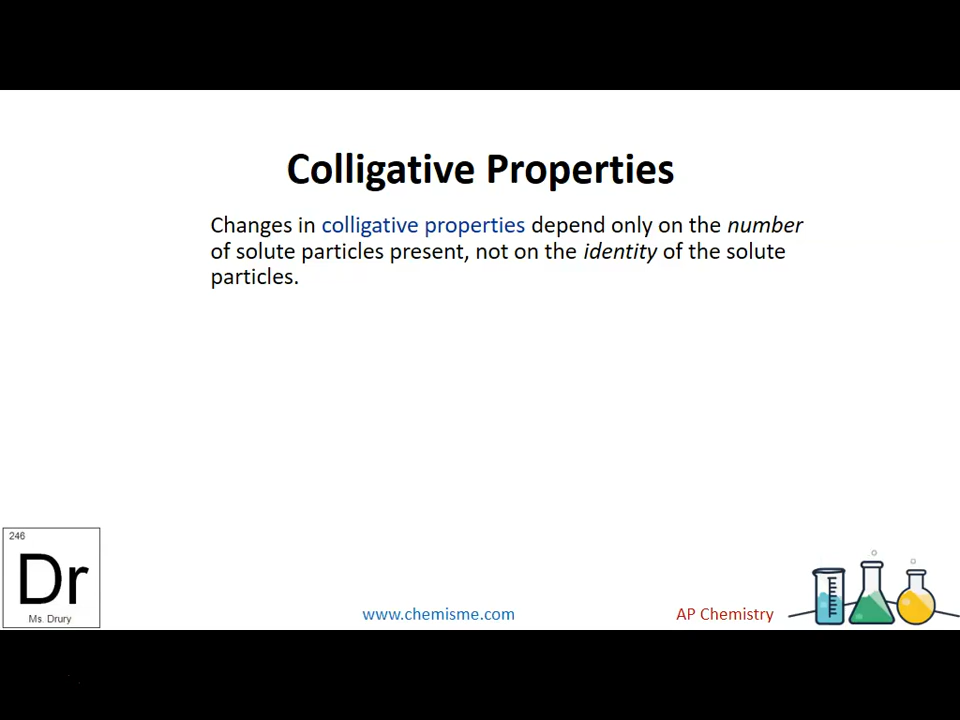 Colligative Properties
Changes in colligative properties depend only on the number
of solute particles present, not on the identity of the solute
particles.
246
Dr
Ms. Drury
www.chemisme.com
AP Chemistry